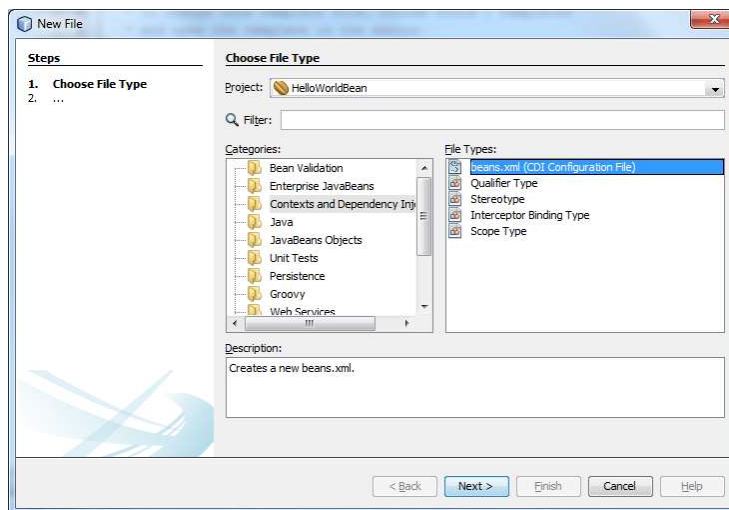 New File
Steps
1. Choose File Type
2. ...
Choose File Type
Project: HelloWorldBean
Filter:
Categories:
Bean Validation
Enterprise JavaBeans
Contexts and Dependency Inj
Java
JavaBeans Objects
Unit Tests
Persistence
Groovy
Web Services
File Types:
beans.xml (CDI Configuration File)
Qualifier Type
Stereotype
Interceptor Binding Type
Scope Type
Description:
Creates a new beans.xml.
< Back
Next >
Finish
Cancel
Help